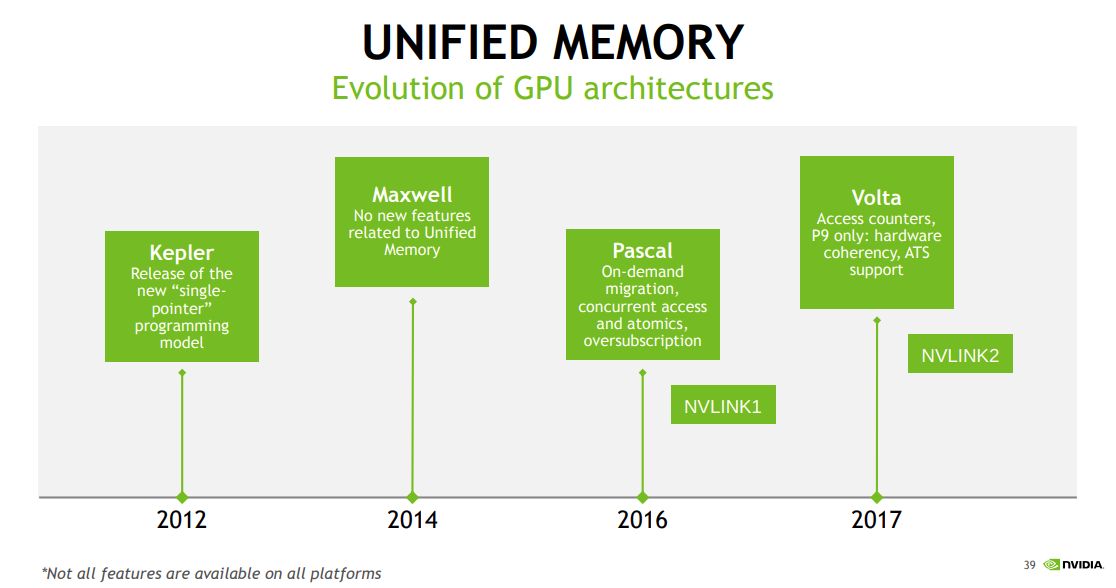 UNIFIED MEMORY
Evolution of GPU architectures
Kepler
Release of the
new “single-
pointer”
programming
model
Maxwell
No new features
related to Unified
Memory
Pascal
On-demand
migration,
concurrent access
and atomics,
oversubscription
NVLINK1
Volta
Access counters,
P9 only: hardware
coherency, ATS
support
NVLINK2
2012
2014
2016
2017
*Not all features are available on all platforms
39 NVIDIA.